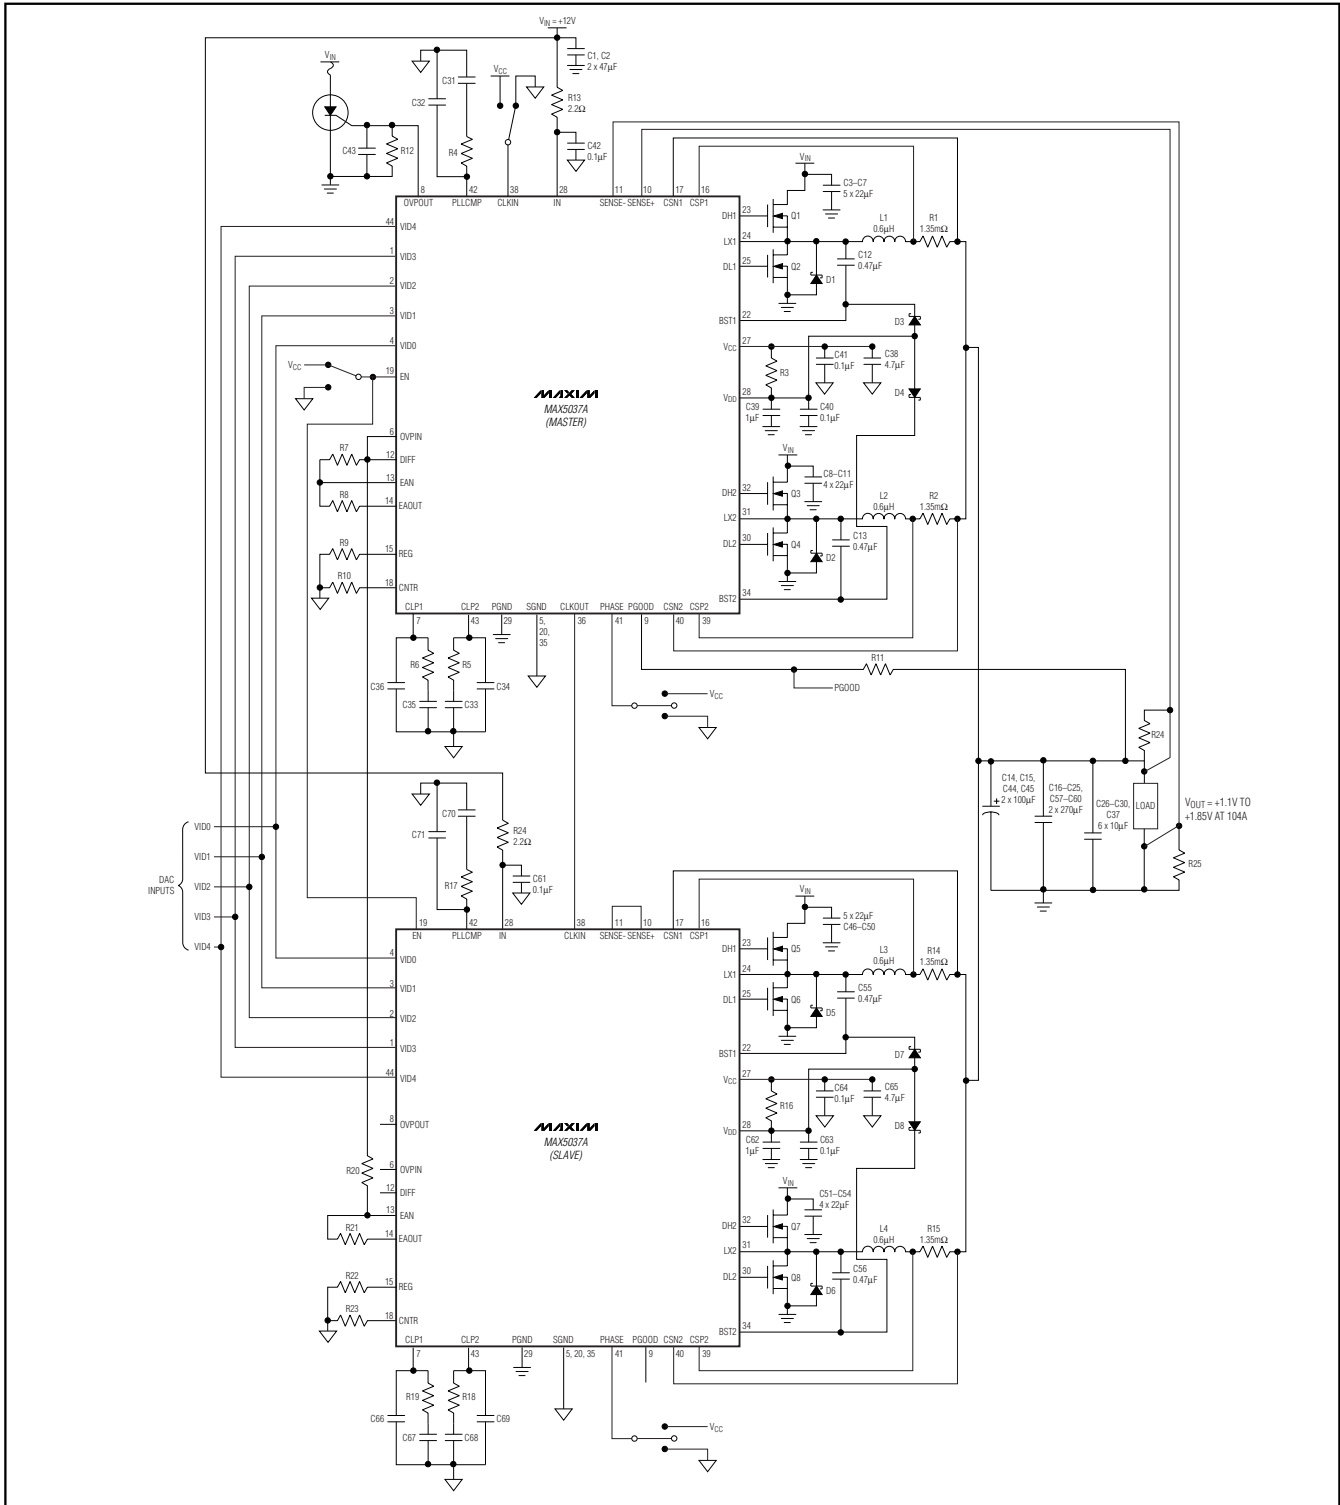 VIN = +12V
C1, C2
2 x 47µF
VIN
C31
C32
VCC
R13
2.2Ω
C43
R12
R4
C42
0.1µF
8
42
38
28
11
10
17
16
OVPOUT
PLLCMP
CLKIN
IN
SENSE-
SENSE+
CSN1
CSP1
VIN
C3–C7
5 x 22µF
44
VID4
1
VID3
2
VID2
3
VID1
4
VID0
VCC
19
EN
6
OVPIN
R7
12
DIFF
13
EAN
R8
14
EAOUT
R9
15
REG
R10
18
CNTR
MAXIM
MAX5037A
(MASTER)
DH1
23
Q1
LX1
24
L1
0.6µH
R1
1.35mΩ
C12
0.47µF
DL1
25
Q2
D1
BST1
22
D3
VCC
27
R3
C41
0.1µF
C38
4.7µF
VDD
28
D4
C39
1µF
C40
0.1µF
VIN
C8–C11
4 x 22µF
DH2
32
Q3
LX2
31
L2
0.6µH
R2
1.35mΩ
C13
0.47µF
DL2
30
Q4
D2
BST2
34
CLP1
CLP2
PGND
SGND
CLKOUT
PHASE
PGOOD
CSN2
CSP2
7
43
29
5,
20,
35
36
41
9
40
39
R6
R5
C36
C35
C33
C34
R11
PGOOD
VCC
R24
C14, C15,
C44, C45
2 x 100µF
+
C16–C25,
C57–C60
2 x 270µF
C26–C30,
C37
6 x 10µF
LOAD
VOUT = +1.1V TO
+1.85V AT 104A
R25
DAC
INPUTS
VID0
VID1
VID2
VID3
VID4
C70
C71
R17
R24
2.2Ω
C61
0.1µF
19
42
28
38
11
10
17
16
EN
PLLCMP
IN
CLKIN
SENSE-
SENSE+
CSN1
CSP1
VIN
5 x 22µF
C46–C50
4
VID0
3
VID1
2
VID2
1
VID3
44
VID4
8
OVPOUT
R20
6
OVPIN
12
DIFF
13
EAN
R21
14
EAOUT
R22
15
REG
R23
18
CNTR
MAXIM
MAX5037A
(SLAVE)
DH1
23
Q5
LX1
24
L3
0.6µH
R14
1.35mΩ
C55
0.47µF
DL1
25
Q6
D5
BST1
22
D7
VCC
27
R16
C64
0.1µF
C65
4.7µF
VDD
28
D8
C62
1µF
C63
0.1µF
VIN
C51–C54
4 x 22µF
DH2
32
Q7
LX2
31
L4
0.6µH
R15
1.35mΩ
C56
0.47µF
DL2
30
Q8
D6
BST2
34
CLP1
CLP2
PGND
SGND
PHASE
PGOOD
CSN2
CSP2
7
43
29
5, 20, 35
41
9
40
39
R19
R18
C66
C67
C68
C69
VCC